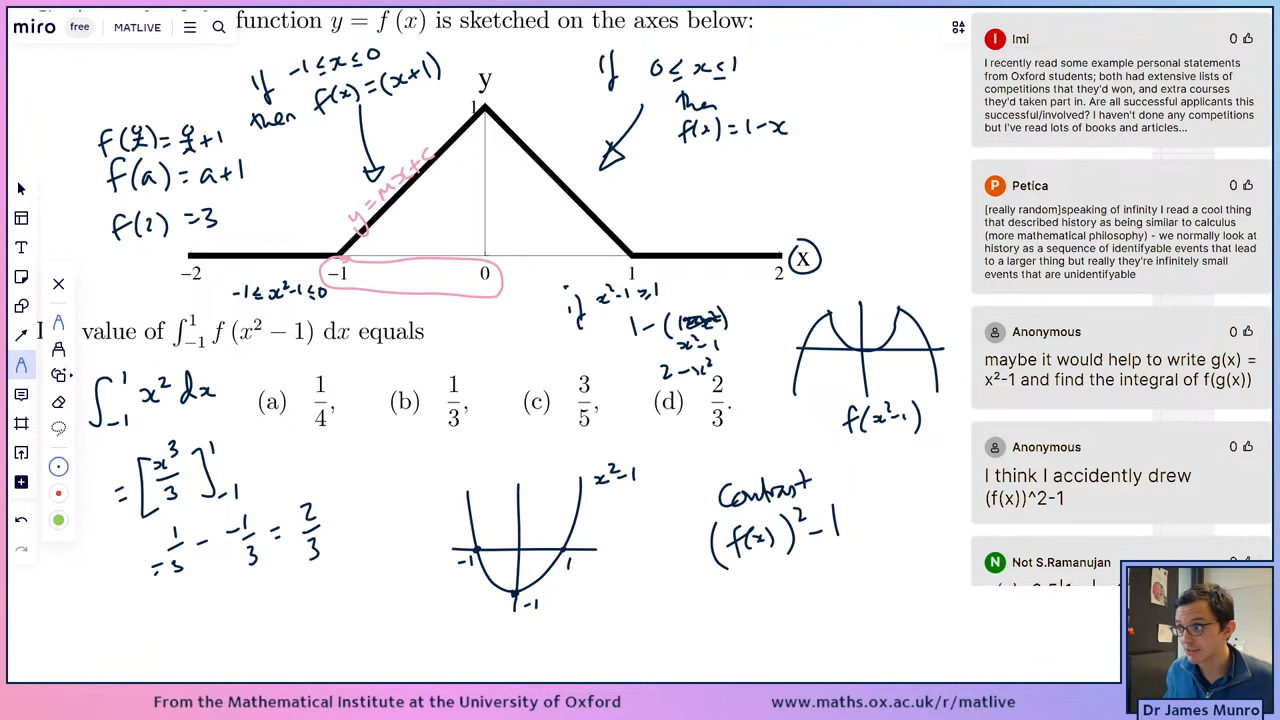 miro free MATLIVE
function y = f (x) is sketched on the axes below:
If -1≤x≤0
then f(x)=(x+1)
If 0≤x≤1
then
f(x)=1-x
f(a)=a+1
f(2)=3
y=mx+c
y
1
−2 −1 0 1 2 x
-1≤x²-1≤0
if x²-1≥1
1-(
x²-1
2-x²
value of ∫₋₁¹ f (x² − 1) dx equals
(a) 1/4, (b) 1/3, (c) 3/5, (d) 2/3.
∫₋₁¹ x² dx
= [x³/3]₋₁¹
= 1/3 - -1/3 = 2/3
x²-1
-1 1
-1
f(x²-1)
Contrast
(f(x))²-1
Imi 0
I recently read some example personal statements
from Oxford students; both had extensive lists of
competitions that they'd won, and extra courses
they'd taken part in. Are all successful applicants this
successful/involved? I haven't done any competitions
but I've read lots of books and articles...
Petica 0
[really random]speaking of infinity I read a cool thing
that described history as being similar to calculus
(more mathematical philosophy) - we normally look at
history as a sequence of identifyable events that lead
to a larger thing but really they're infinitely small
events that are unidentifyable
Anonymous 0
maybe it would help to write g(x) =
x²-1 and find the integral of f(g(x))
Anonymous 0
I think I accidently drew
(f(x))^2-1
Not S.Ramanujan 0
From the Mathematical Institute at the University of Oxford
www.maths.ox.ac.uk/r/matlive
Dr James Munro